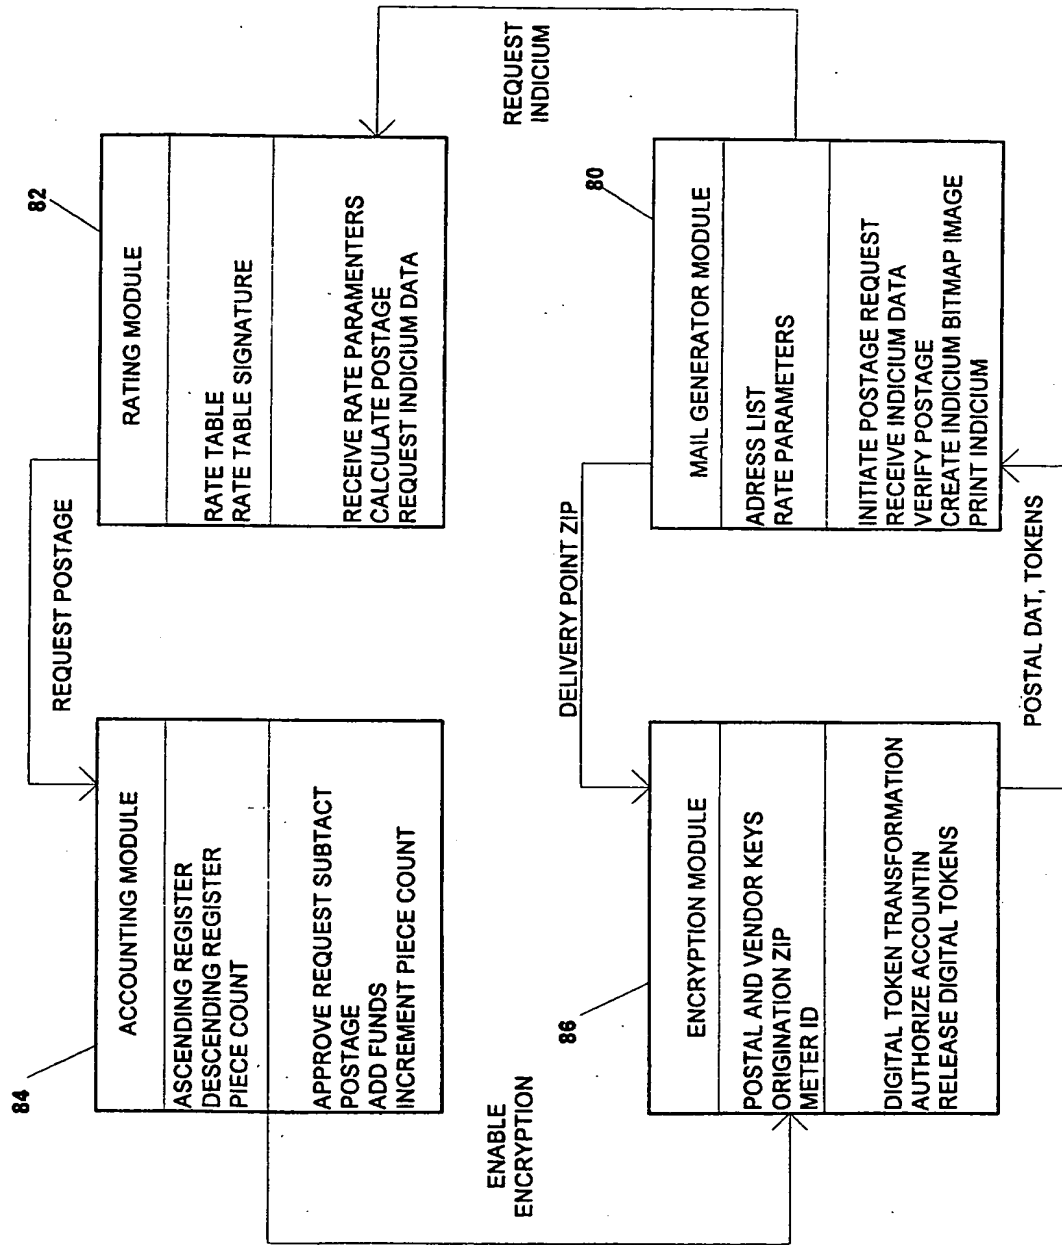 84
ACCOUNTING MODULE
ASCENDING REGISTER
DESCENDING REGISTER
PIECE COUNT
APPROVE REQUEST SUBTACT
POSTAGE
ADD FUNDS
INCREMENT PIECE COUNT
REQUEST POSTAGE
82
RATING MODULE
RATE TABLE
RATE TABLE SIGNATURE
RECEIVE RATE PARAMENTERS
CALCULATE POSTAGE
REQUEST INDICIUM DATA
ENABLE
ENCRYPTION
REQUEST
INDICIUM
86
ENCRYPTION MODULE
POSTAL AND VENDOR KEYS
ORIGINATION ZIP
METER ID
DIGITAL TOKEN TRANSFORMATION
AUTHORIZE ACCOUNTIN
RELEASE DIGITAL TOKENS
DELIVERY POINT ZIP
80
MAIL GENERATOR MODULE
ADRESS LIST
RATE PARAMETERS
INITIATE POSTAGE REQUEST
RECEIVE INDICIUM DATA
VERIFY POSTAGE
CREATE INDICIUM BITMAP IMAGE
PRINT INDICIUM
POSTAL DAT, TOKENS